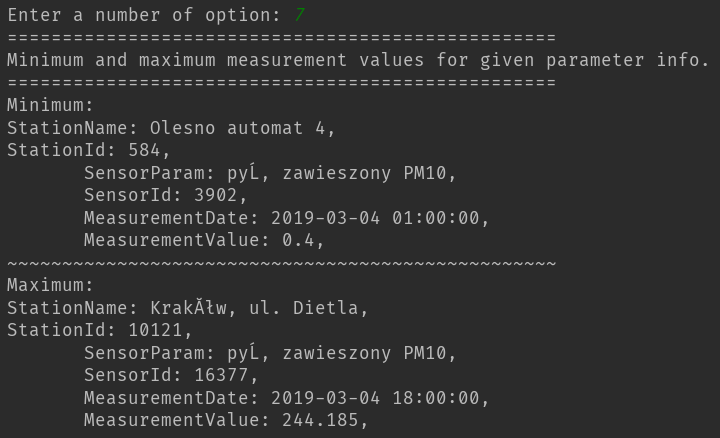 Enter a number of option: 7
==================================================
Minimum and maximum measurement values for given parameter info.
==================================================
Minimum:
StationName: Olesno automat 4,
StationId: 584,
SensorParam: pyĹ, zawieszony PM10,
SensorId: 3902,
MeasurementDate: 2019-03-04 01:00:00,
MeasurementValue: 0.4,
~~~~~~~~~~~~~~~~~~~~~~~~~~~~~~~~~~~~~~~~~~~~~~~~~~
Maximum:
StationName: KrakĂłw, ul. Dietla,
StationId: 10121,
SensorParam: pyĹ, zawieszony PM10,
SensorId: 16377,
MeasurementDate: 2019-03-04 18:00:00,
MeasurementValue: 244.185,